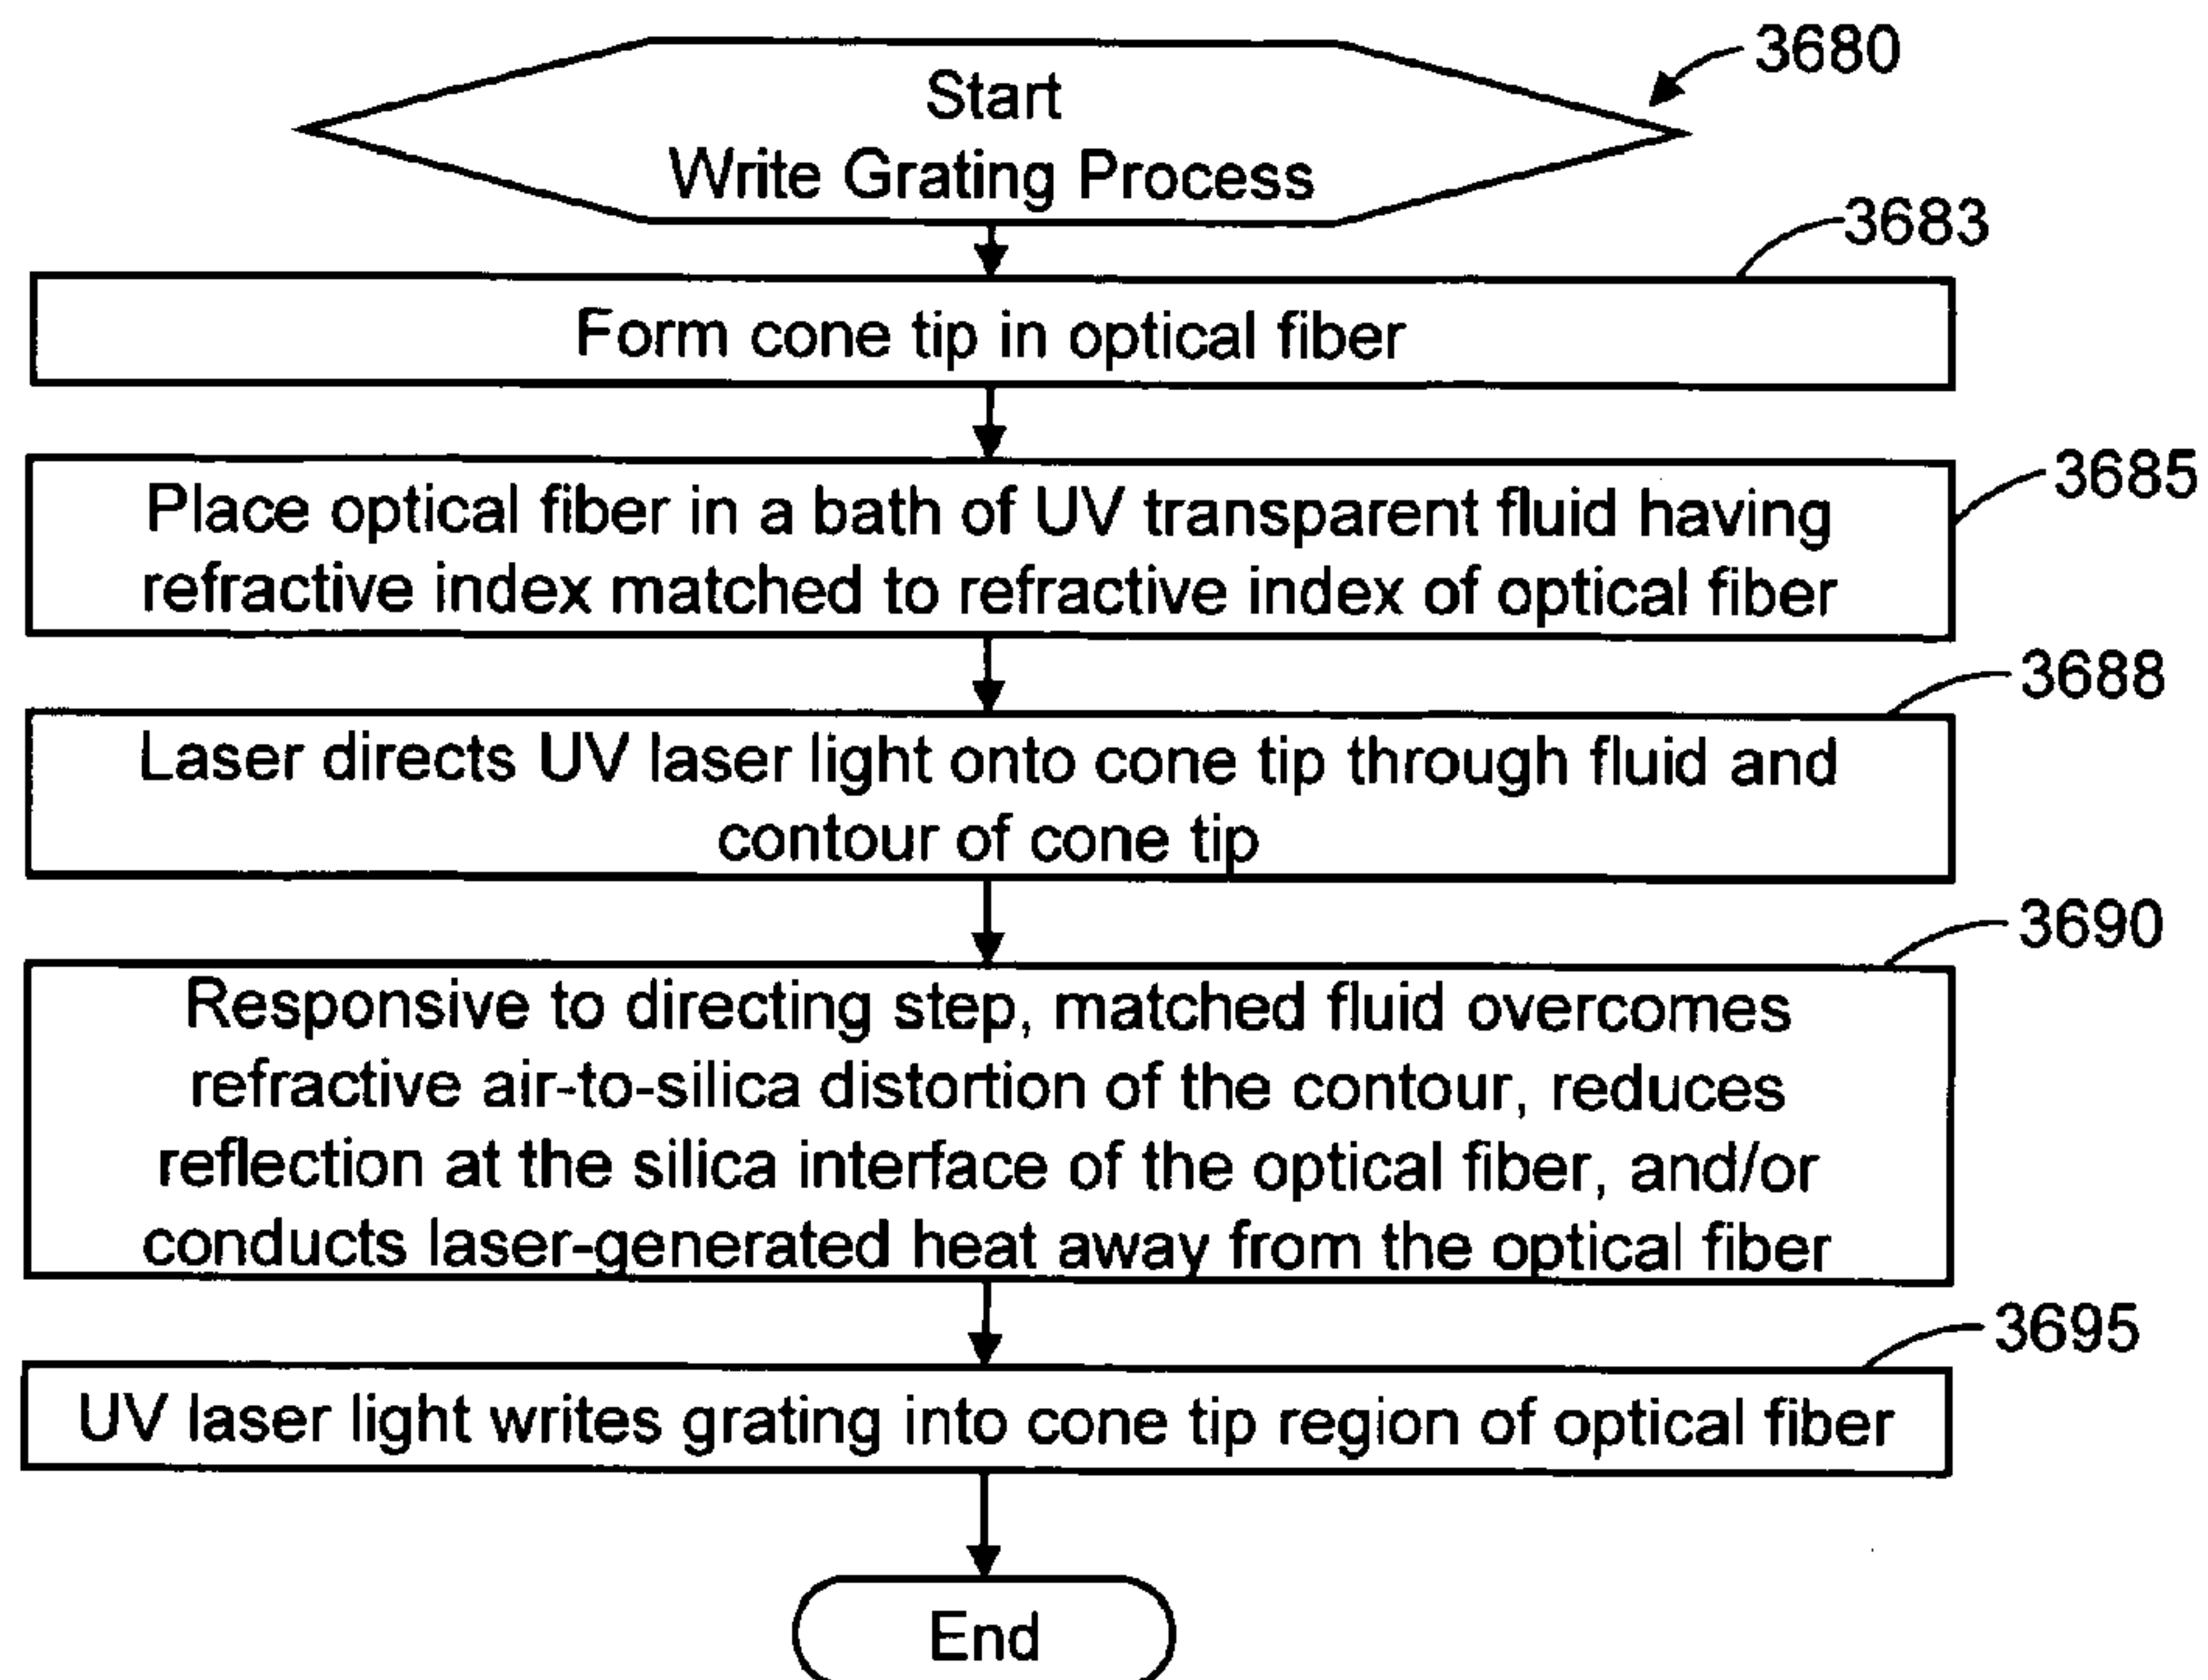 3680
Start
Write Grating Process
3683
Form cone tip in optical fiber
3685
Place optical fiber in a bath of UV transparent fluid having
refractive index matched to refractive index of optical fiber
3688
Laser directs UV laser light onto cone tip through fluid and
contour of cone tip
3690
Responsive to directing step, matched fluid overcomes
refractive air-to-silica distortion of the contour, reduces
reflection at the silica interface of the optical fiber, and/or
conducts laser-generated heat away from the optical fiber
3695
UV laser light writes grating into cone tip region of optical fiber
End